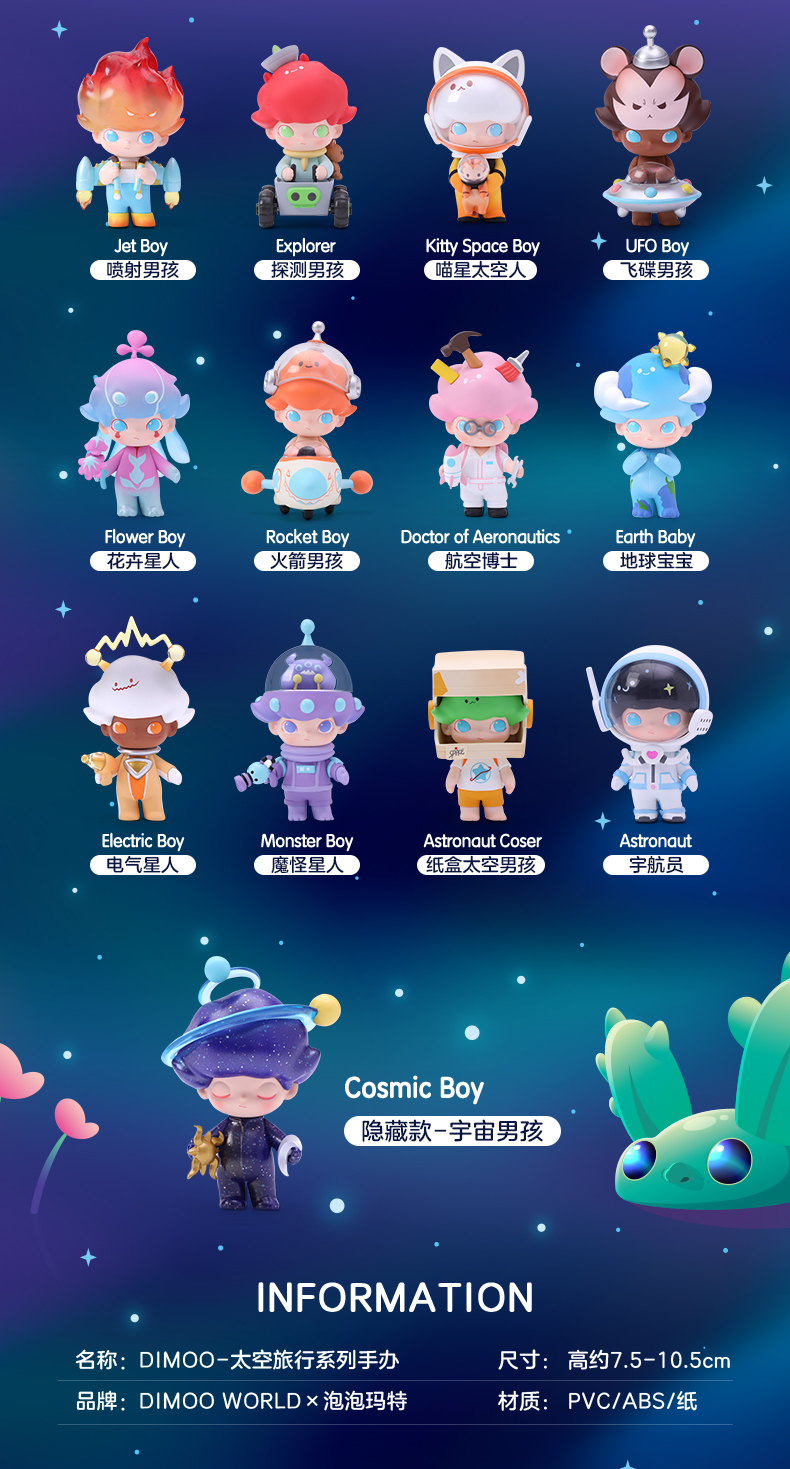 Jet Boy Explorer Kitty Space Boy UFO Boy
喷射男孩 探测男孩 喵星太空人 飞碟男孩
Flower Boy Rocket Boy Doctor of Aeronautics Earth Baby
花卉星人 火箭男孩 航空博士 地球宝宝
SPACE
Electric Boy Monster Boy Astronaut Coser Astronaut
电气星人 魔怪星人 纸盒太空男孩 宇航员
Cosmic Boy
隐藏款-宇宙男孩
INFORMATION
名称：DIMOO-太空旅行系列手办 尺寸： 高约7.5-10.5cm
品牌：DIMOO WORLD×泡泡玛特 材质： PVC/ABS/纸